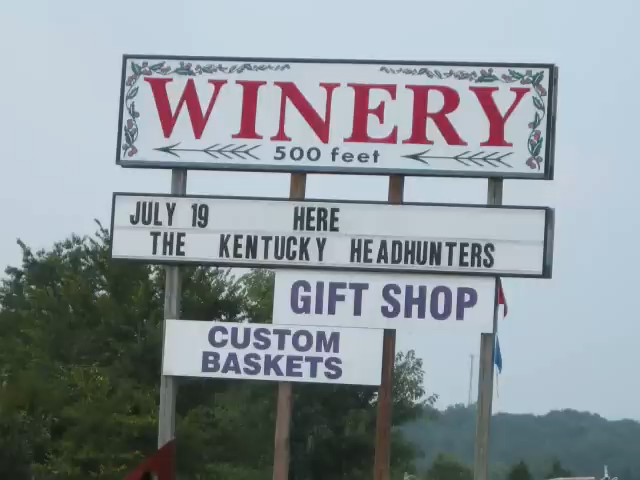 WINERY
500 feet
JULY 19 HERE
THE KENTUCKY HEADHUNTERS
GIFT SHOP
CUSTOM
BASKETS